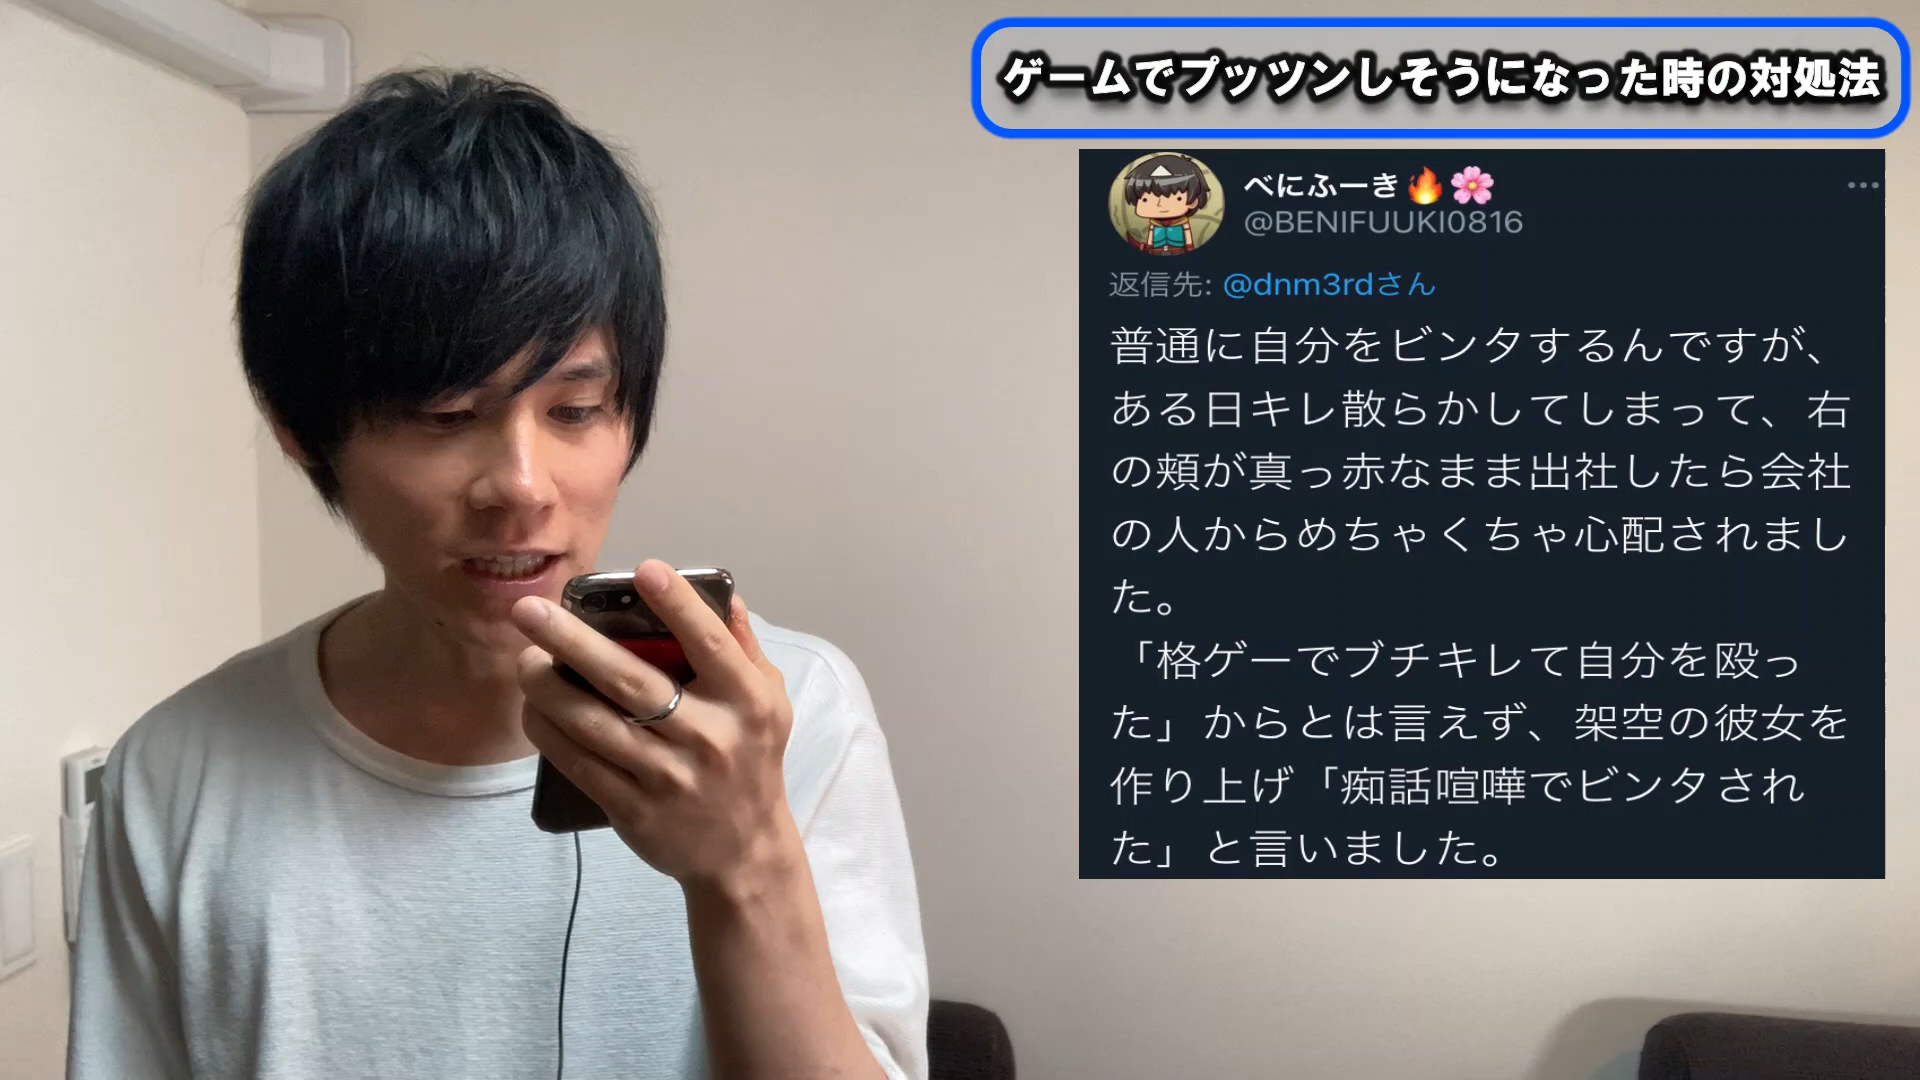 ゲームでプッツンしそうになった時の対処法
べにふーき🔥🌸
@BENIFUUKI0816
返信先: @dnm3rdさん
普通に自分をビンタするんですが、
ある日キレ散らかしてしまって、右
の頬が真っ赤なまま出社したら会社
の人からめちゃくちゃ心配されまし
た。
「格ゲーでブチキレて自分を殴っ
た」からとは言えず、架空の彼女を
作り上げ「痴話喧嘩でビンタされ
た」と言いました。